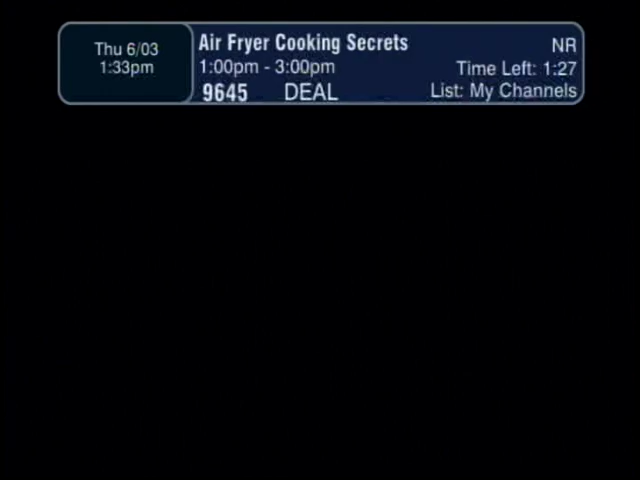 Thu 6/03
1:33pm
Air Fryer Cooking Secrets
NR
1:00pm - 3:00pm
Time Left: 1:27
9645 DEAL
List: My Channels